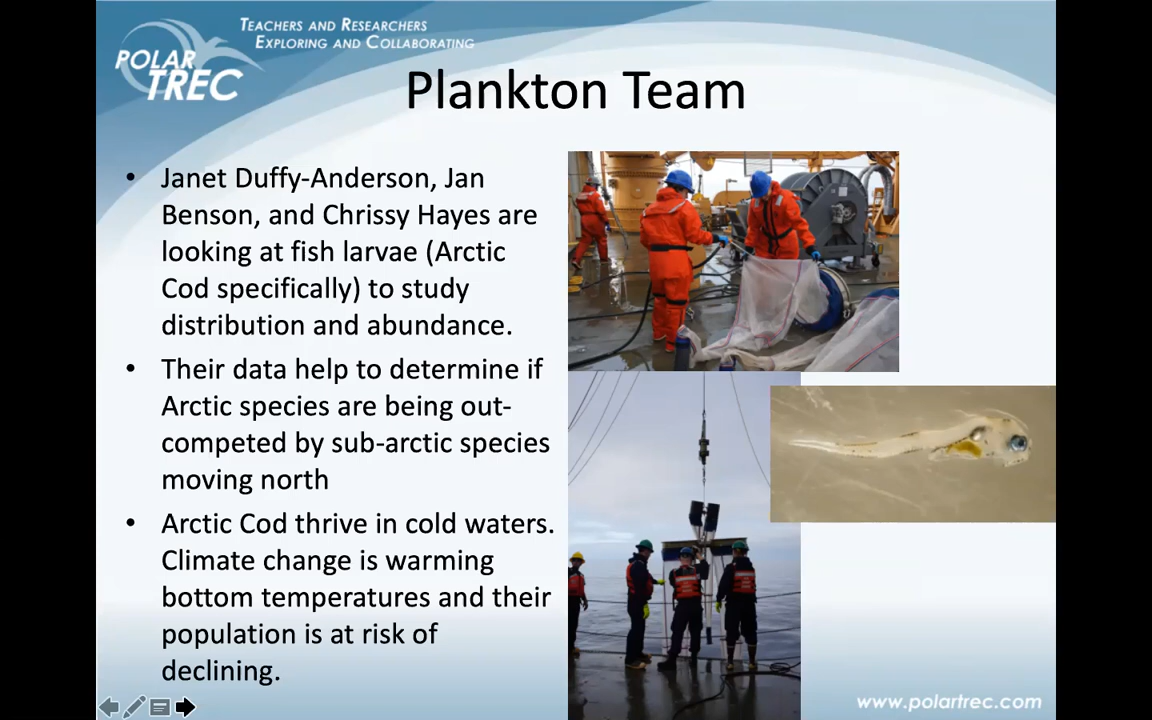 TEACHERS AND RESEARCHERS
EXPLORING AND COLLABORATING
POLAR
TREC
Plankton Team
• Janet Duffy-Anderson, Jan
Benson, and Chrissy Hayes are
looking at fish larvae (Arctic
Cod specifically) to study
distribution and abundance.
• Their data help to determine if
Arctic species are being out-
competed by sub-arctic species
moving north
• Arctic Cod thrive in cold waters.
Climate change is warming
bottom temperatures and their
population is at risk of
declining.
www.polartrec.com